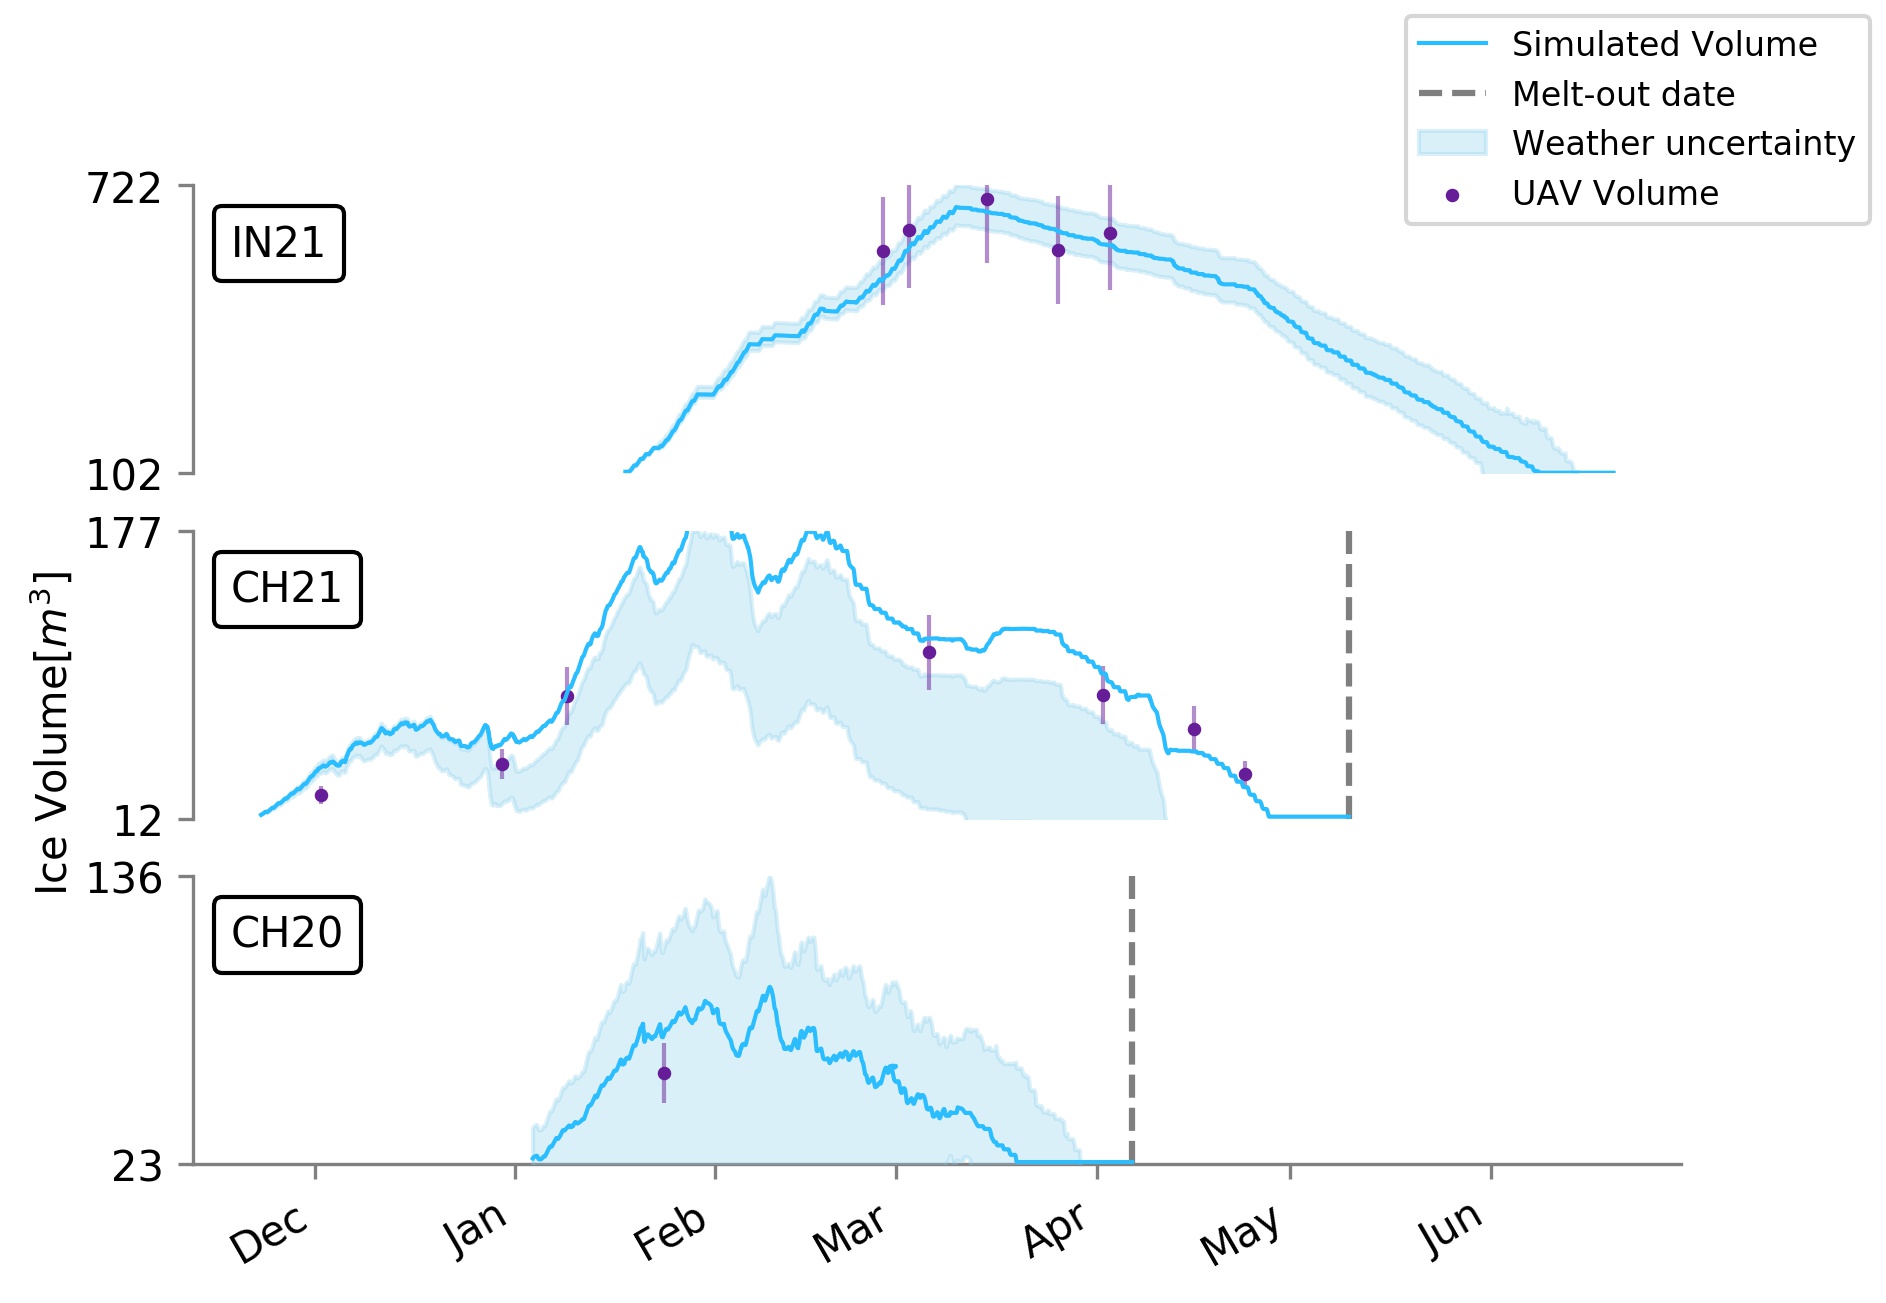 Simulated Volume
Melt-out date
Weather uncertainty
UAV Volume
722
IN21
102
177
CH21
12
Ice Volume[$m^3$]
136
CH20
23
Dec Jan Feb Mar Apr May Jun